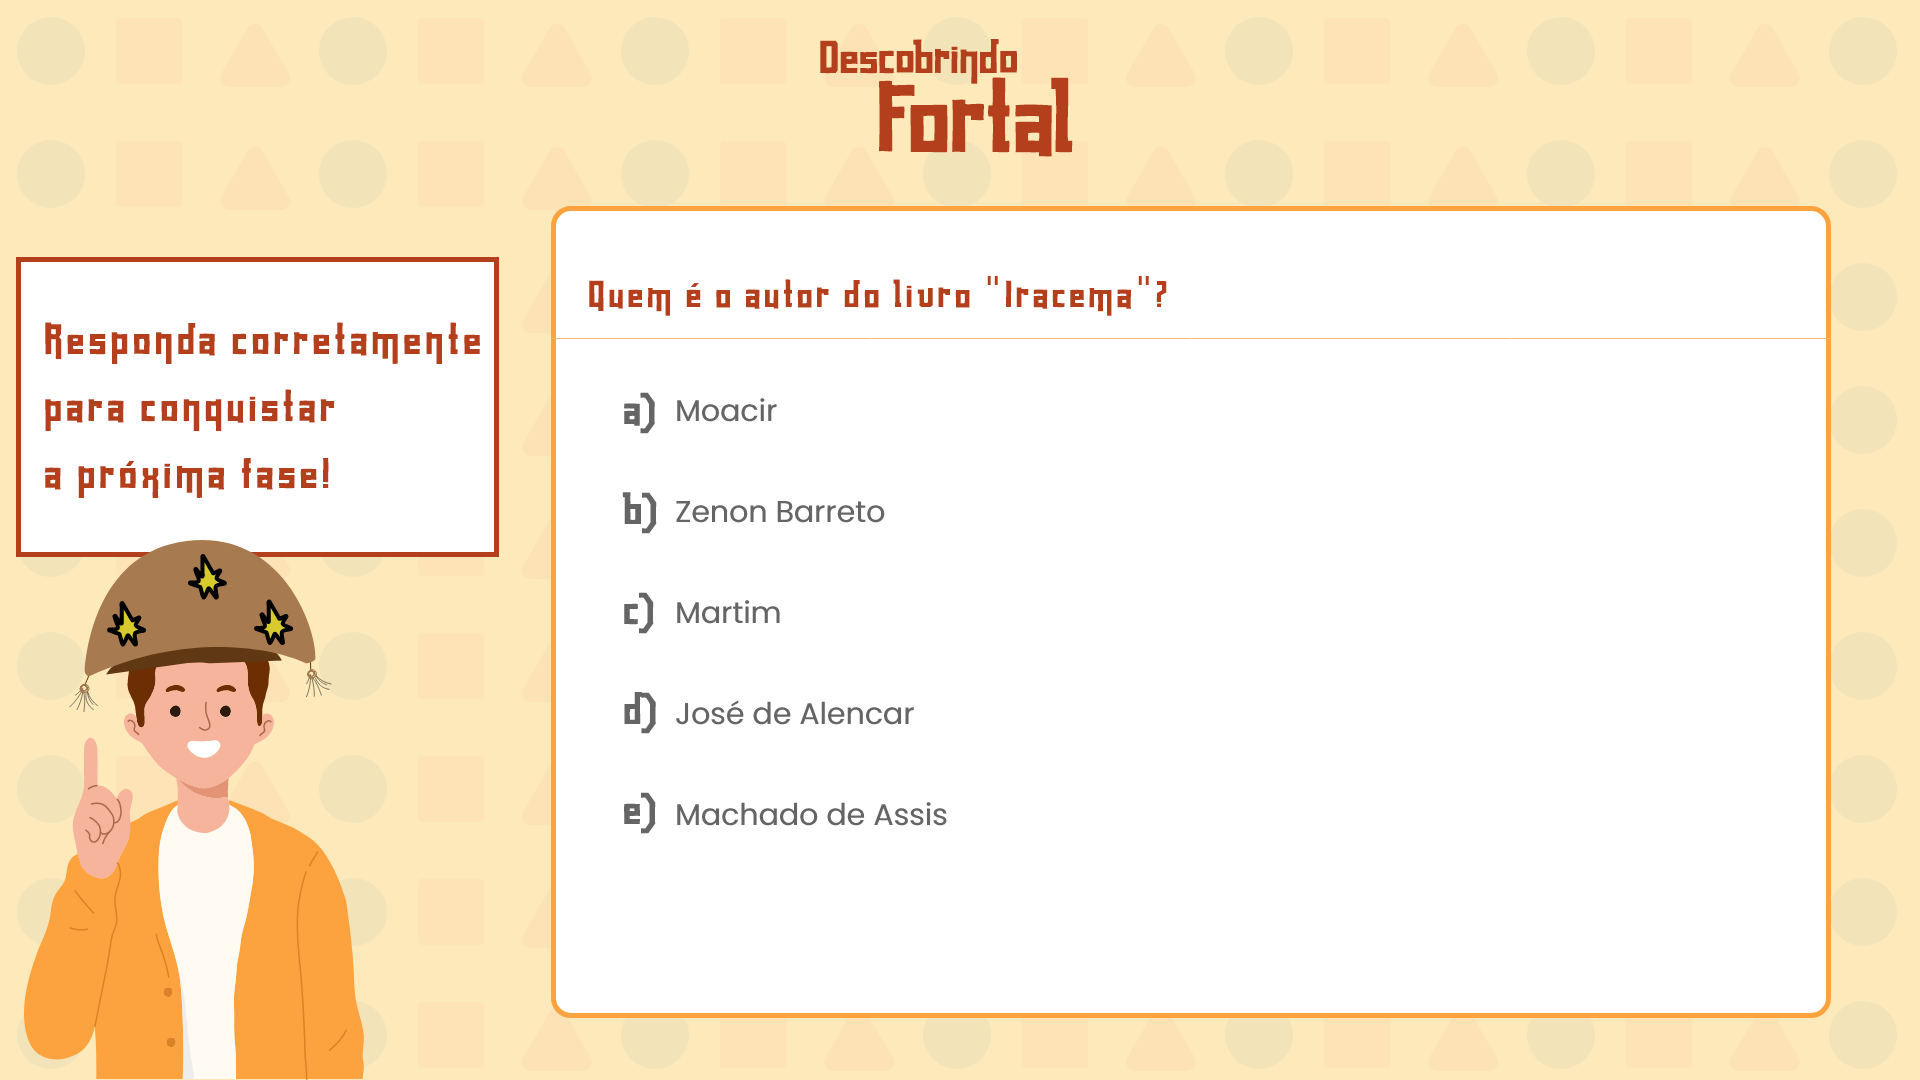 Descobrindo
Fortal
Responda corretamente
para conquistar
a próxima fase!
Quem é o autor do livro "Iracema"?
a) Moacir
b) Zenon Barreto
c) Martim
d) José de Alencar
e) Machado de Assis